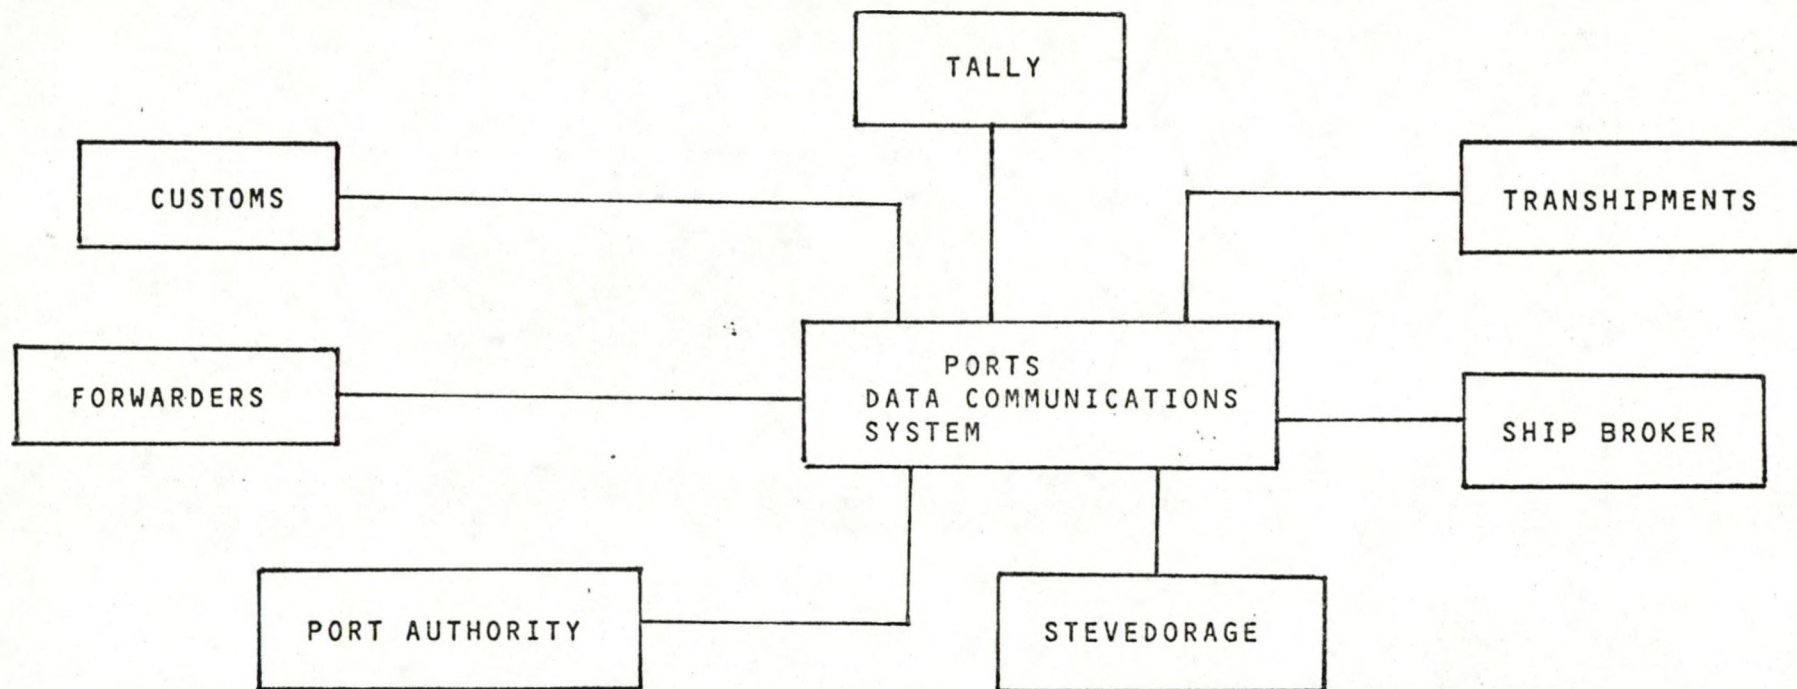 TALLY
CUSTOMS
TRANSHIPMENTS
FORWARDERS
PORTS
DATA COMMUNICATIONS
SYSTEM
SHIP BROKER
PORT AUTHORITY
STEVEDORAGE